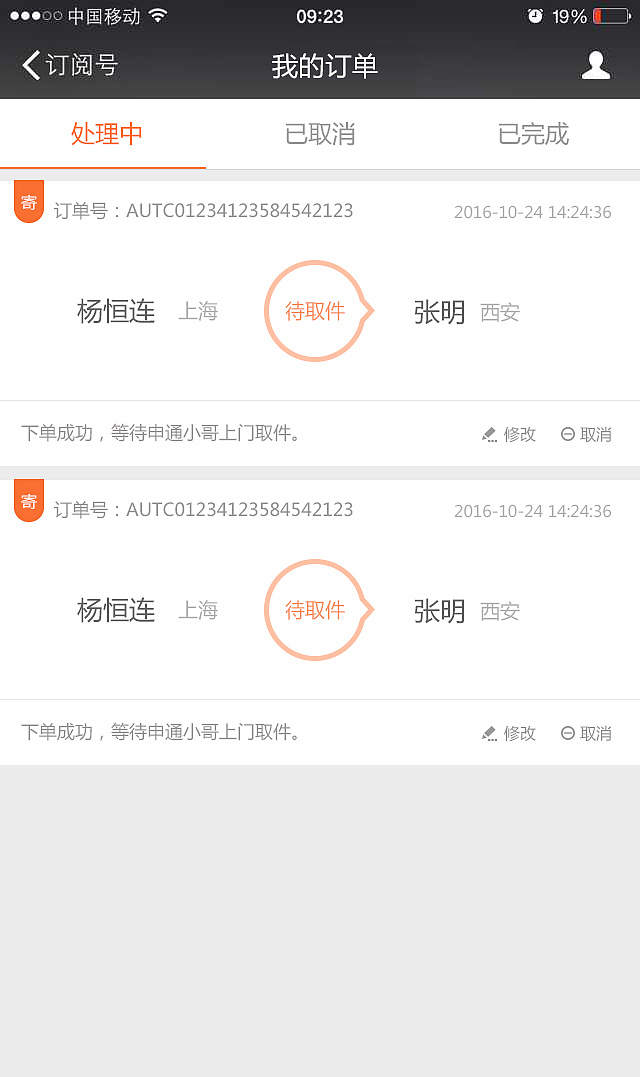 中国移动 09:23 19%
订阅号 我的订单
处理中 已取消 已完成
寄 订单号：AUTC01234123584542123 2016-10-24 14:24:36
杨恒连 上海 待取件 张明 西安
下单成功，等待申通小哥上门取件。 修改 取消
寄 订单号：AUTC01234123584542123 2016-10-24 14:24:36
杨恒连 上海 待取件 张明 西安
下单成功，等待申通小哥上门取件。 修改 取消